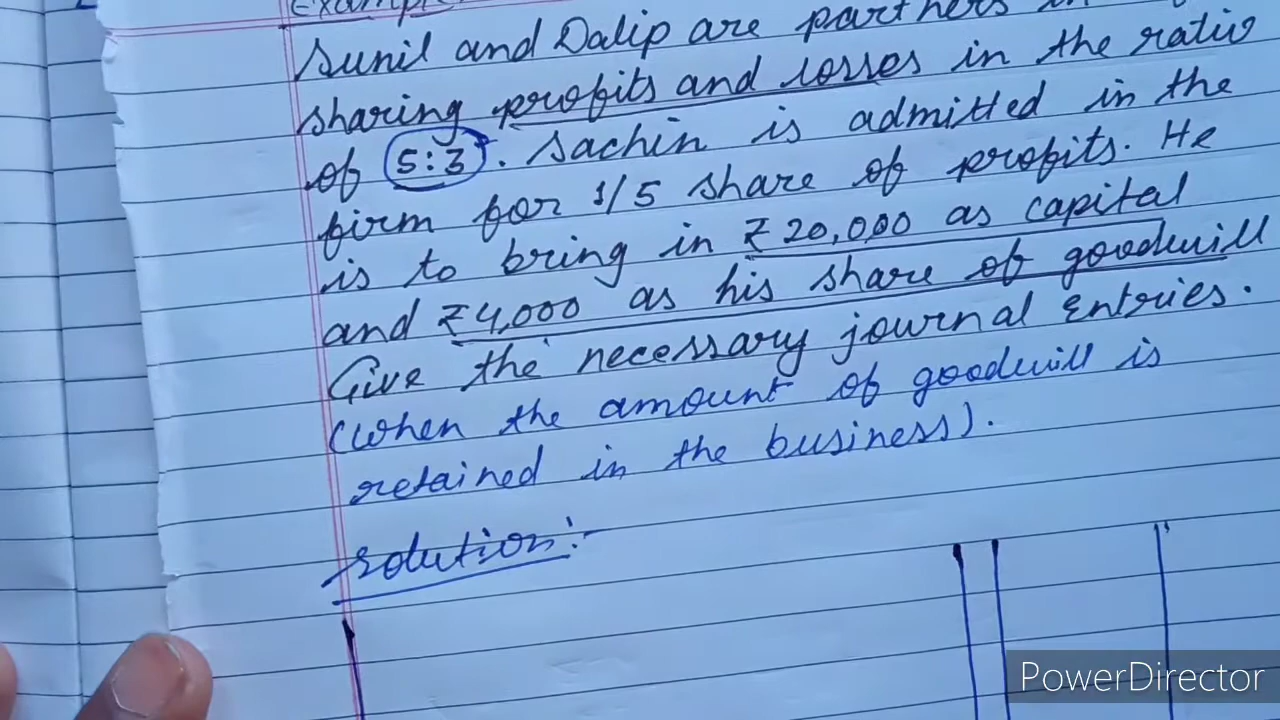 Example
Sunil and Dalip are partners in
sharing profits and losses in the ratio
of 5:3. Sachin is admitted in the
firm for 1/5 share of profits. He
is to bring in ₹20,000 as capital
and ₹4,000 as his share of goodwill
Give the necessary journal Entries.
(When the amount of goodwill is
retained in the business).
Solution:-
PowerDirector